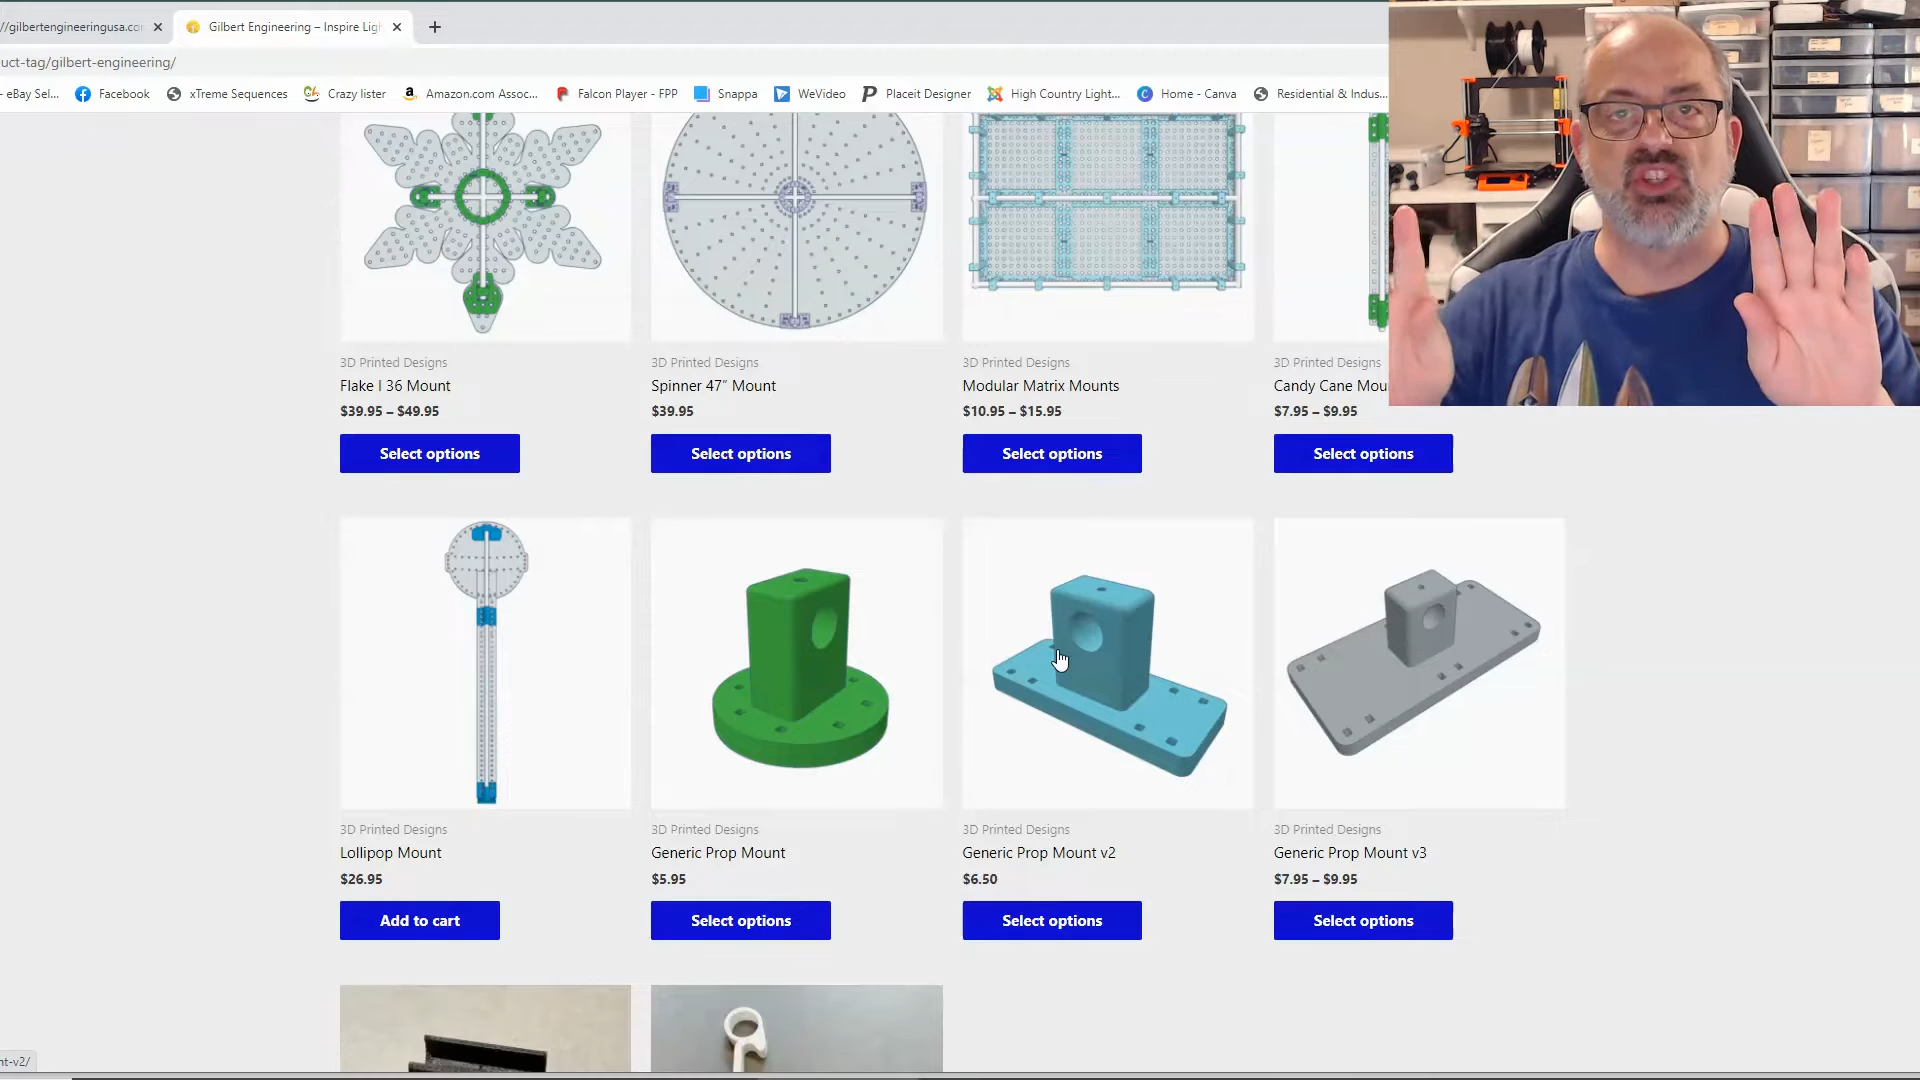 //gilbertengineeringusa.co
Gilbert Engineering – Inspire Ligh
uct-tag/gilbert-engineering/
- eBay Sel...
Facebook
xTreme Sequences
Crazy lister
Amazon.com Assoc...
Falcon Player - FPP
Snappa
WeVideo
Placeit Designer
High Country Light...
Home - Canva
Residential & Indus...
3D Printed Designs
Flake I 36 Mount
$39.95 – $49.95
Select options
3D Printed Designs
Spinner 47” Mount
$39.95
Select options
3D Printed Designs
Modular Matrix Mounts
$10.95 – $15.95
Select options
3D Printed Designs
Candy Cane Mou
$7.95 – $9.95
Select options
3D Printed Designs
Lollipop Mount
$26.95
Add to cart
3D Printed Designs
Generic Prop Mount
$5.95
Select options
3D Printed Designs
Generic Prop Mount v2
$6.50
Select options
3D Printed Designs
Generic Prop Mount v3
$7.95 – $9.95
Select options
nt-v2/